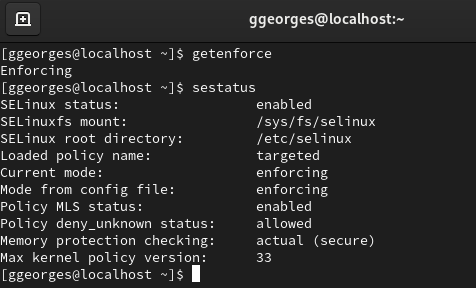 ggeorges@localhost:~
[ggeorges@localhost ~]$ getenforce
Enforcing
[ggeorges@localhost ~]$ sestatus
SELinux status:                 enabled
SELinuxfs mount:                /sys/fs/selinux
SELinux root directory:         /etc/selinux
Loaded policy name:             targeted
Current mode:                   enforcing
Mode from config file:          enforcing
Policy MLS status:              enabled
Policy deny_unknown status:     allowed
Memory protection checking:     actual (secure)
Max kernel policy version:      33
[ggeorges@localhost ~]$